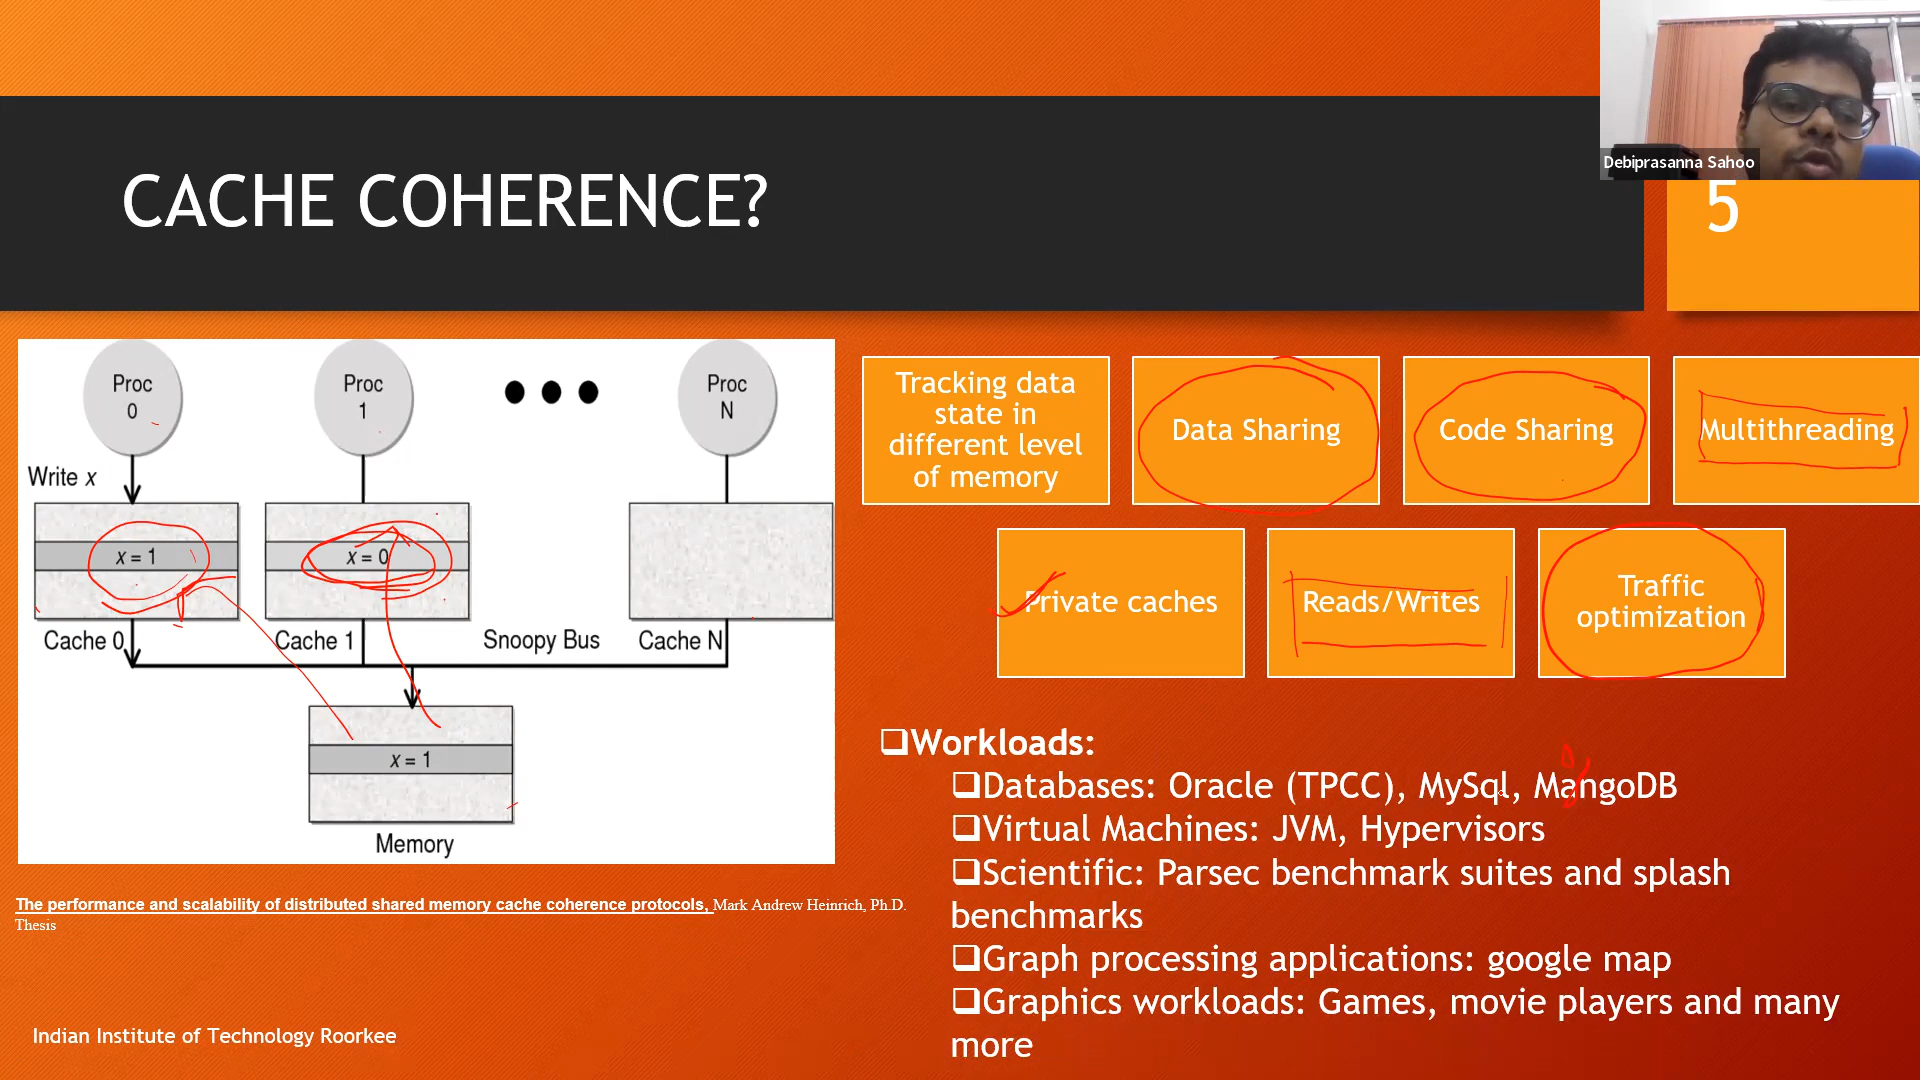 Debiprasanna Sahoo
CACHE COHERENCE?
5
Proc
0
Proc
1
Proc
N
Write x
x = 1
x = 0
Cache 0
Cache 1
Snoopy Bus
Cache N
x = 1
Memory
Tracking data
state in
different level
of memory
Data Sharing
Code Sharing
Multithreading
Private caches
Reads/Writes
Traffic
optimization
The performance and scalability of distributed shared memory cache coherence protocols, Mark Andrew Heinrich, Ph.D.
Thesis
❑Workloads:
❑Databases: Oracle (TPCC), MySql, MangoDB
❑Virtual Machines: JVM, Hypervisors
❑Scientific: Parsec benchmark suites and splash
benchmarks
❑Graph processing applications: google map
❑Graphics workloads: Games, movie players and many
more
Indian Institute of Technology Roorkee